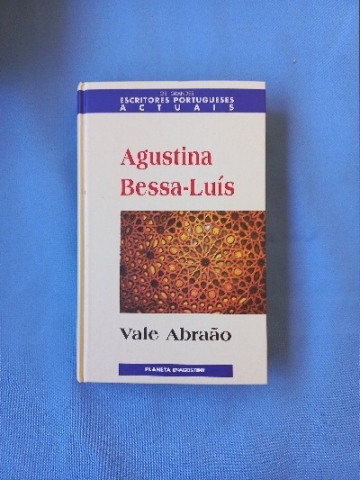 OS GRANDES
ESCRITORES PORTUGUESES
ACTUAIS
Agustina
Bessa-Luís
Vale Abraão
PLANETA DeAGOSTINI